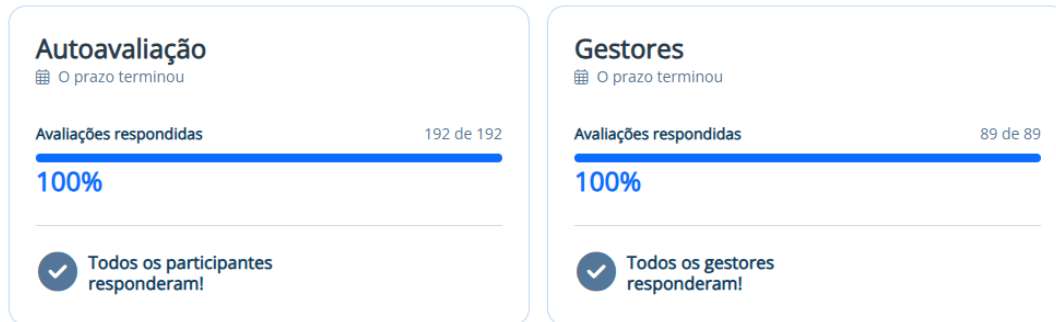 Autoavaliação
O prazo terminou
Avaliações respondidas 192 de 192
100%
Todos os participantes
responderam!
Gestores
O prazo terminou
Avaliações respondidas 89 de 89
100%
Todos os gestores
responderam!